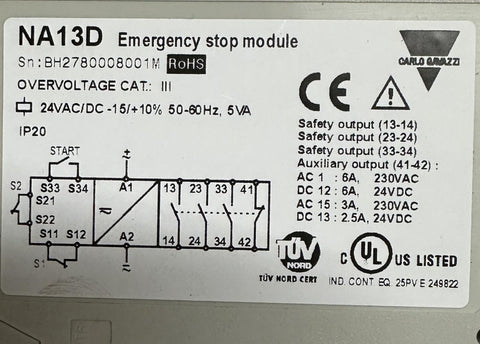 NA13D Emergency stop module
Sn:BH2780008001M RoHS
CARLO GAVAZZI
OVERVOLTAGE CAT.: III
24VAC/DC -15/+10% 50-60Hz, 5VA
IP20
CE
Safety output (13-14)
Safety output (23-24)
Safety output (33-34)
Auxiliary output (41-42) :
AC 1 : 6A, 230VAC
DC 12 : 6A, 24VDC
AC 15 : 3A, 230VAC
DC 13 : 2.5A, 24VDC
START
S33 S34 A1 13 23 33 41
S2
S21
S22
S11 S12 A2 14 24 34 42
S1
TÜV
NORD
TÜV NORD CERT
C UL US LISTED
IND. CONT. EQ. 25PV E 249822